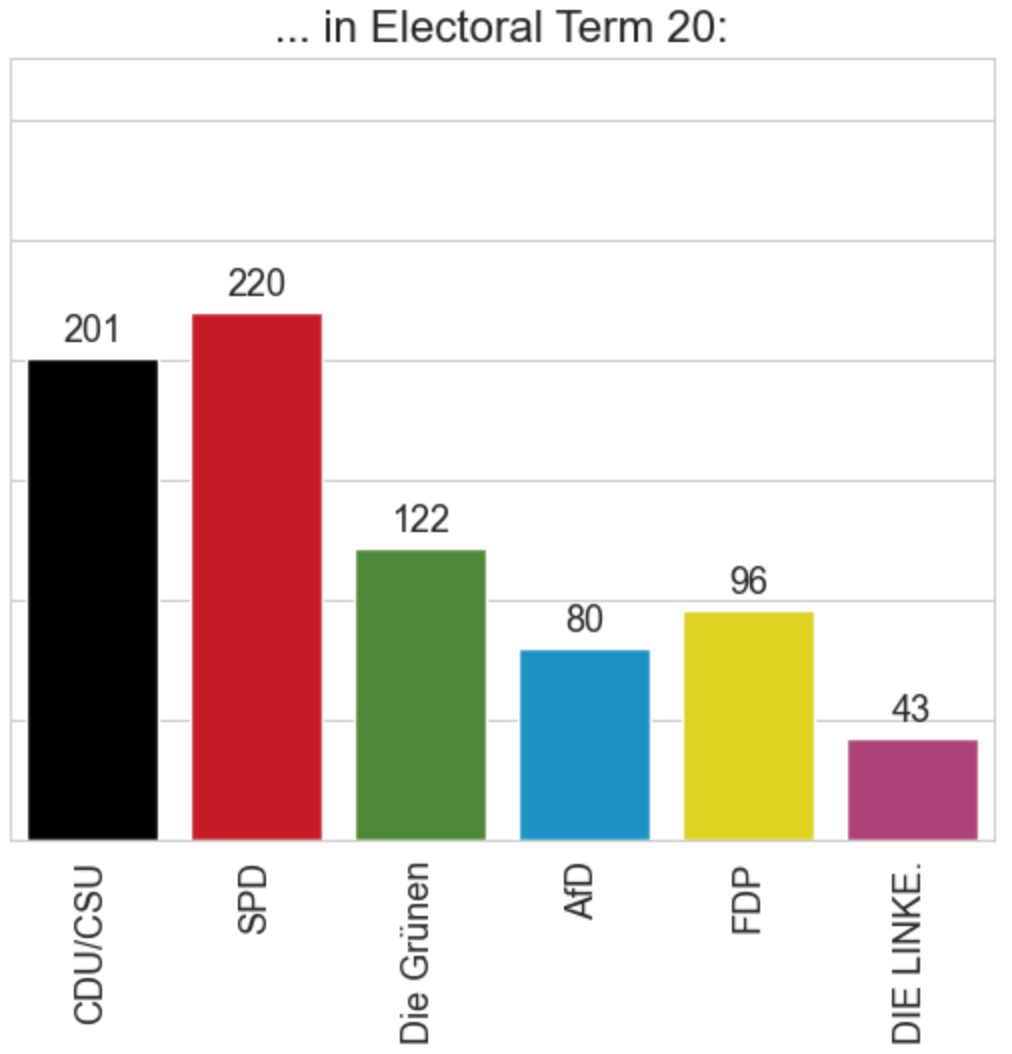 ... in Electoral Term 20:
201
220
122
80
96
43
CDU/CSU
SPD
Die Grünen
AfD
FDP
DIE LINKE.